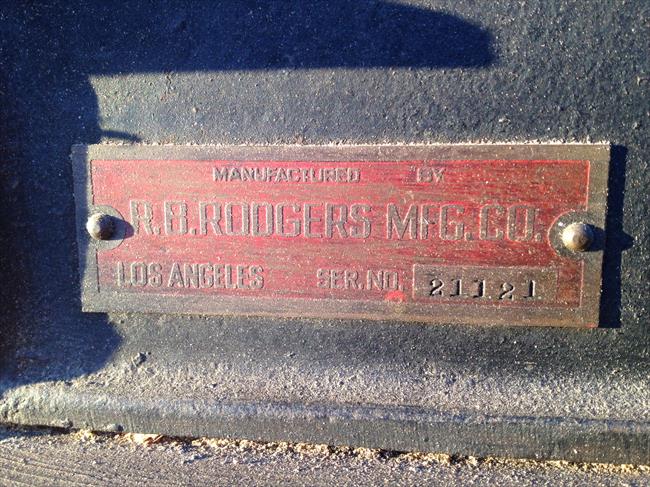 MANUFACTURED BY
R.B. RODGERS MFG. CO.
LOS ANGELES SER. NO. 21121